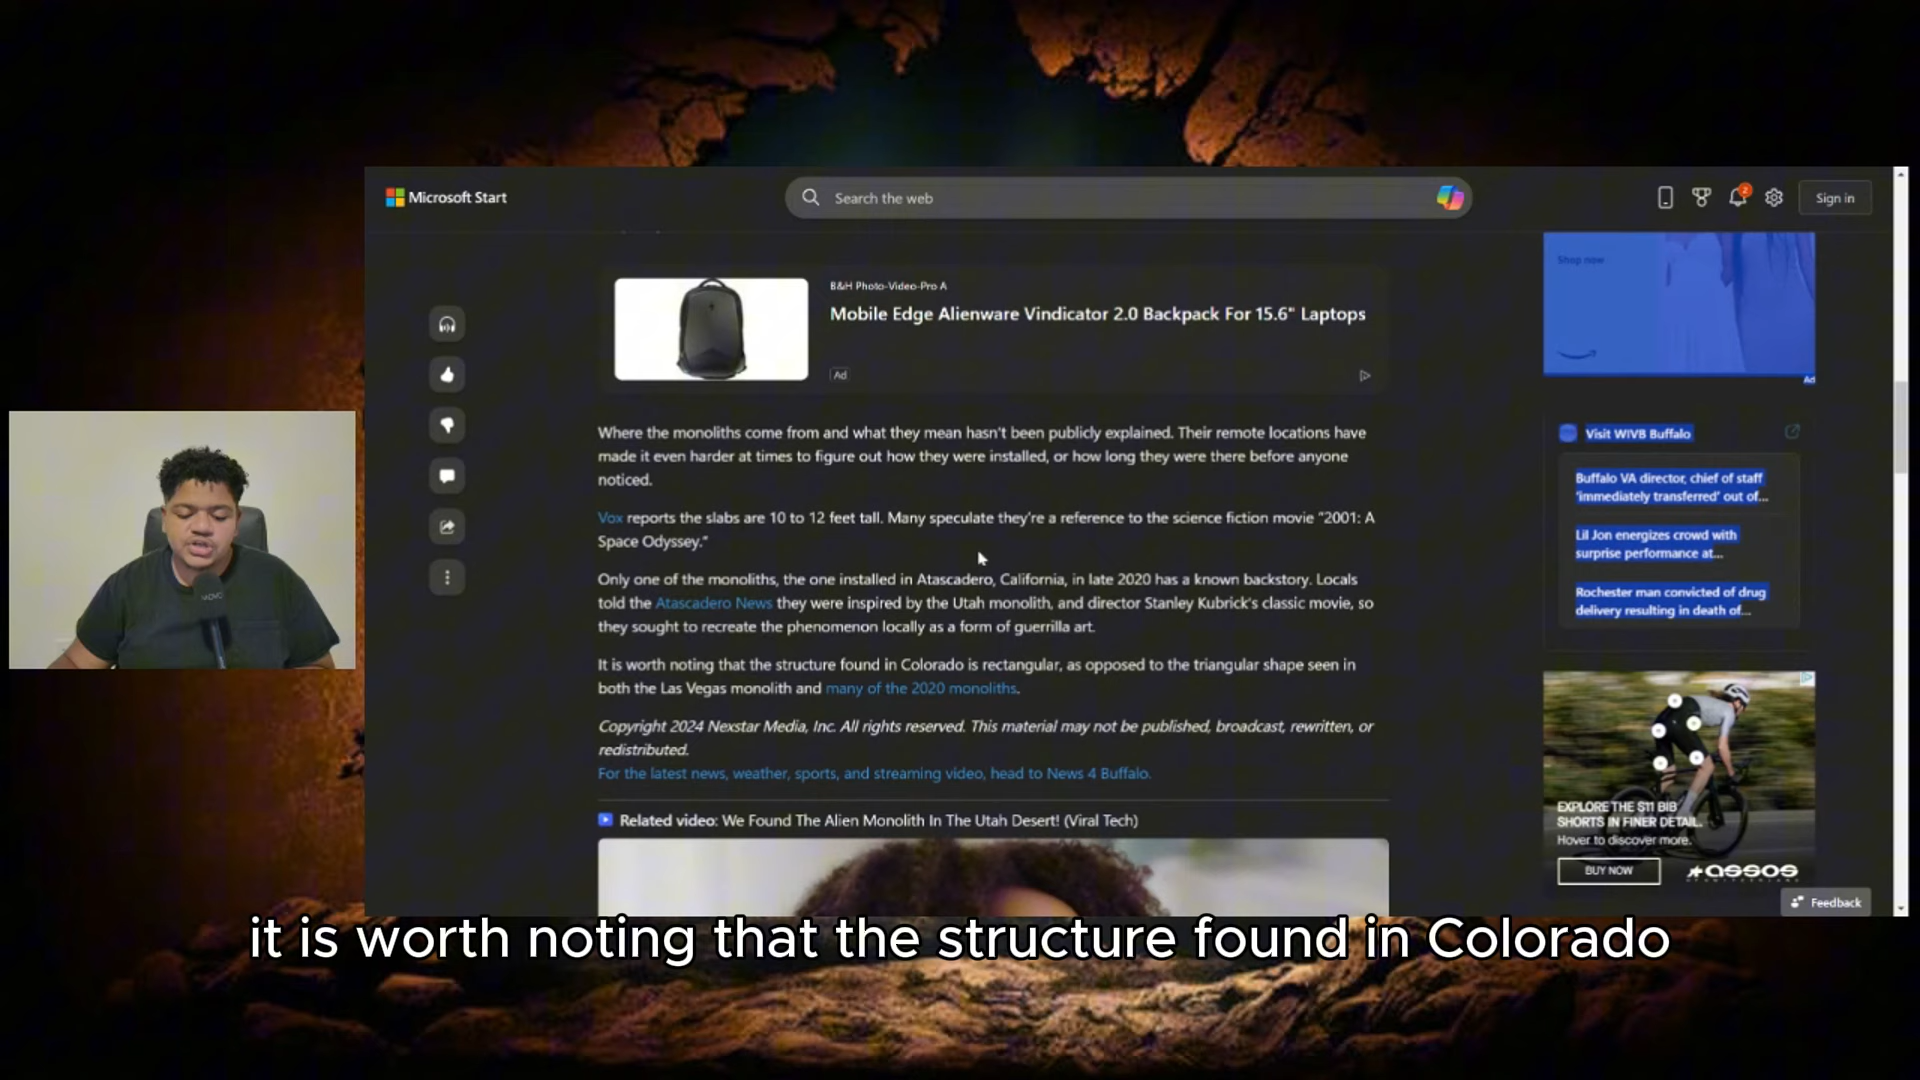 Microsoft Start
Search the web
2
Sign in
B&H Photo-Video-Pro A
Mobile Edge Alienware Vindicator 2.0 Backpack For 15.6" Laptops
Ad
Where the monoliths come from and what they mean hasn't been publicly explained. Their remote locations have
made it even harder at times to figure out how they were installed, or how long they were there before anyone
noticed.
Vox reports the slabs are 10 to 12 feet tall. Many speculate they're a reference to the science fiction movie "2001: A
Space Odyssey."
Only one of the monoliths, the one installed in Atascadero, California, in late 2020 has a known backstory. Locals
told the Atascadero News they were inspired by the Utah monolith, and director Stanley Kubrick's classic movie, so
they sought to recreate the phenomenon locally as a form of guerrilla art.
It is worth noting that the structure found in Colorado is rectangular, as opposed to the triangular shape seen in
both the Las Vegas monolith and many of the 2020 monoliths.
Copyright 2024 Nexstar Media, Inc. All rights reserved. This material may not be published, broadcast, rewritten, or
redistributed.
For the latest news, weather, sports, and streaming video, head to News 4 Buffalo.
Related video: We Found The Alien Monolith In The Utah Desert! (Viral Tech)
Shop now
Ad
Visit WIVB Buffalo
Buffalo VA director, chief of staff
'immediately transferred' out of...
Lil Jon energizes crowd with
surprise performance at...
Rochester man convicted of drug
delivery resulting in death of...
EXPLORE THE $11 BIB
SHORTS IN FINER DETAIL.
Hover to discover more.
BUY NOW
assos
Feedback
MOVO
it is worth noting that the structure found in Colorado